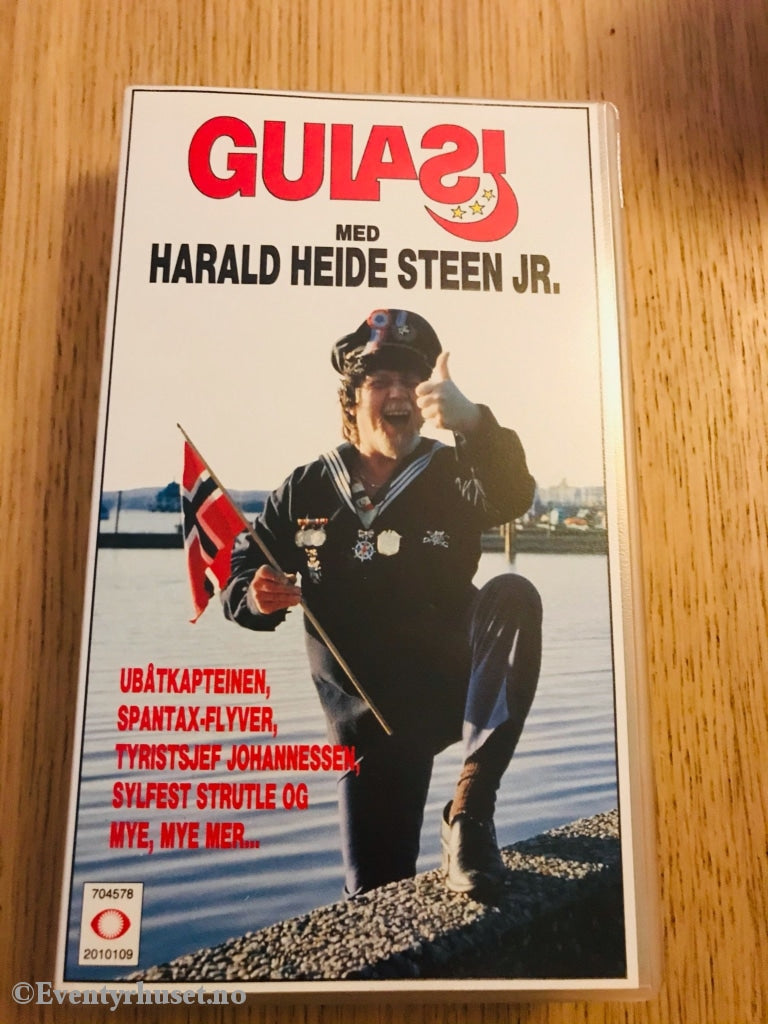 GULASJ
MED
HARALD HEIDE STEEN JR.
UBÅTKAPTEINEN,
SPANTAX-FLYVER,
TYRISTSJEF JOHANNESSEN,
SYLFEST STRUTLE OG
MYE, MYE MER...
704578
2010109
©Eventyrhuset.no